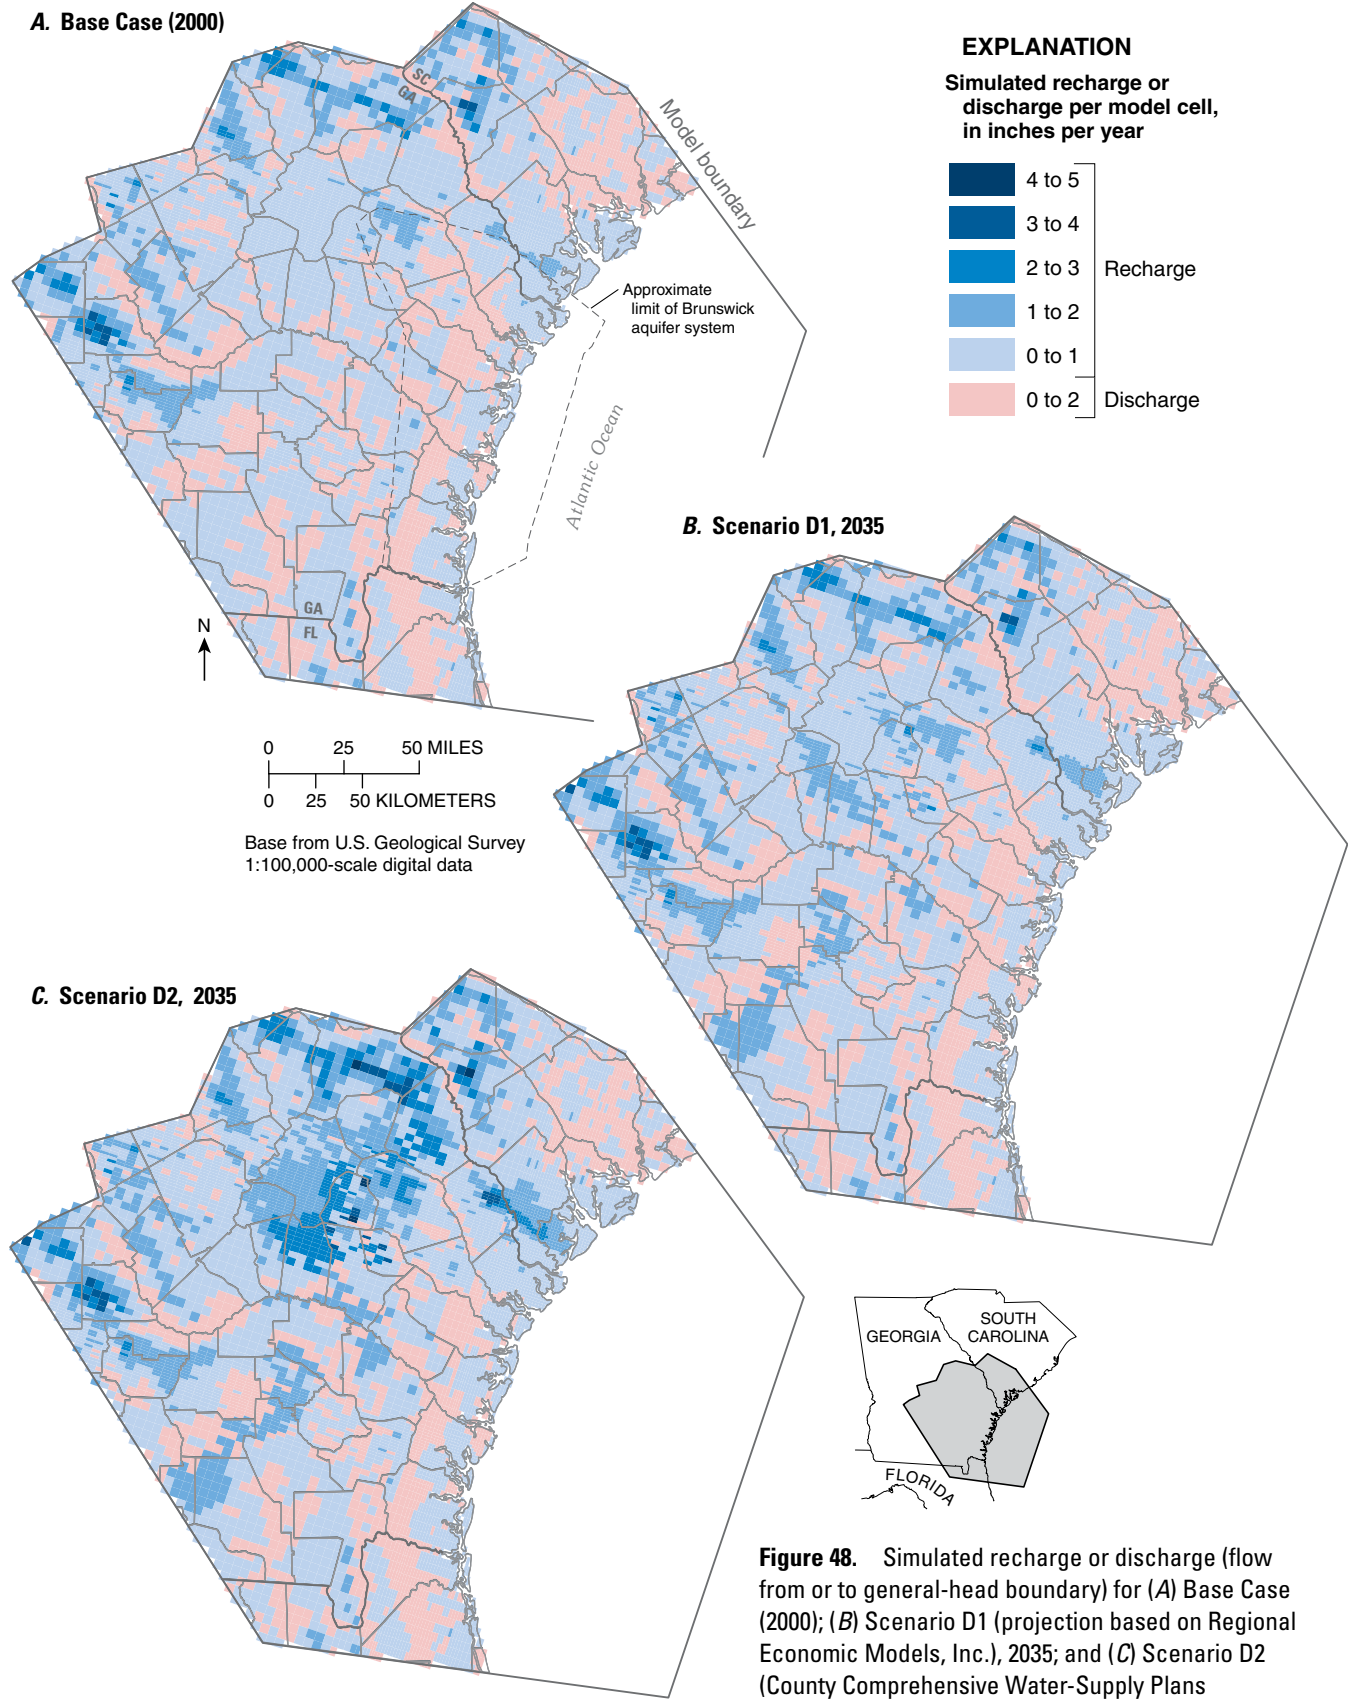 A. Base Case (2000)
SC
GA
Model boundary
Approximate
limit of Brunswick
aquifer system
Atlantic Ocean
GA
FL
N
EXPLANATION
Simulated recharge or
discharge per model cell,
in inches per year
4 to 5
3 to 4
2 to 3
1 to 2
0 to 1
0 to 2
Recharge
Discharge
0 25 50 MILES
0 25 50 KILOMETERS
Base from U.S. Geological Survey
1:100,000-scale digital data
B. Scenario D1, 2035
C. Scenario D2, 2035
GEORGIA
SOUTH
CAROLINA
FLORIDA
Figure 48. Simulated recharge or discharge (flow
from or to general-head boundary) for (A) Base Case
(2000); (B) Scenario D1 (projection based on Regional
Economic Models, Inc.), 2035; and (C) Scenario D2
(County Comprehensive Water-Supply Plans